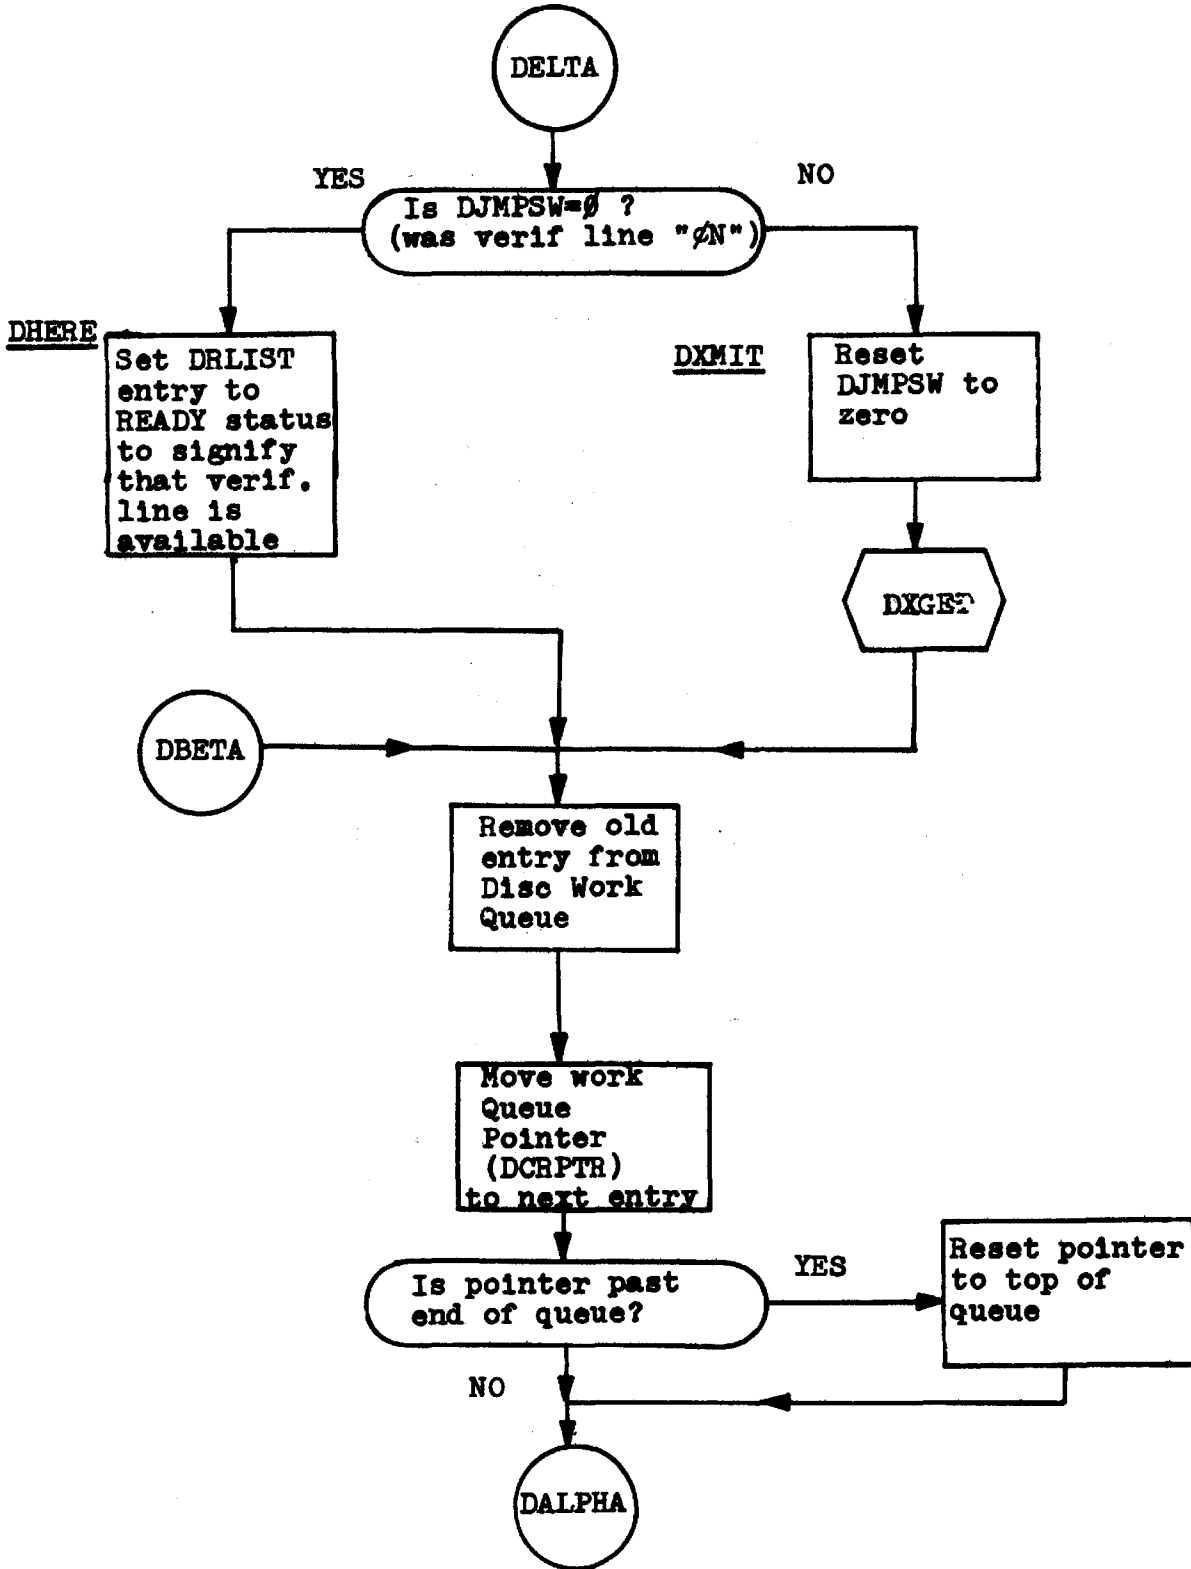 DELTA
YES
NO
Is DJMPSW=Ø ?
(was verif line "ØN")
DHERE
Set DRLIST
entry to
READY status
to signify
that verif.
line is
available
DXMIT
Reset
DJMPSW to
zero
DBETA
Remove old
entry from
Disc Work
Queue
Move work
Queue
Pointer
(DCRPTR)
to next entry
Is pointer past
end of queue?
YES
Reset pointer
to top of
queue
NO
DALPHA